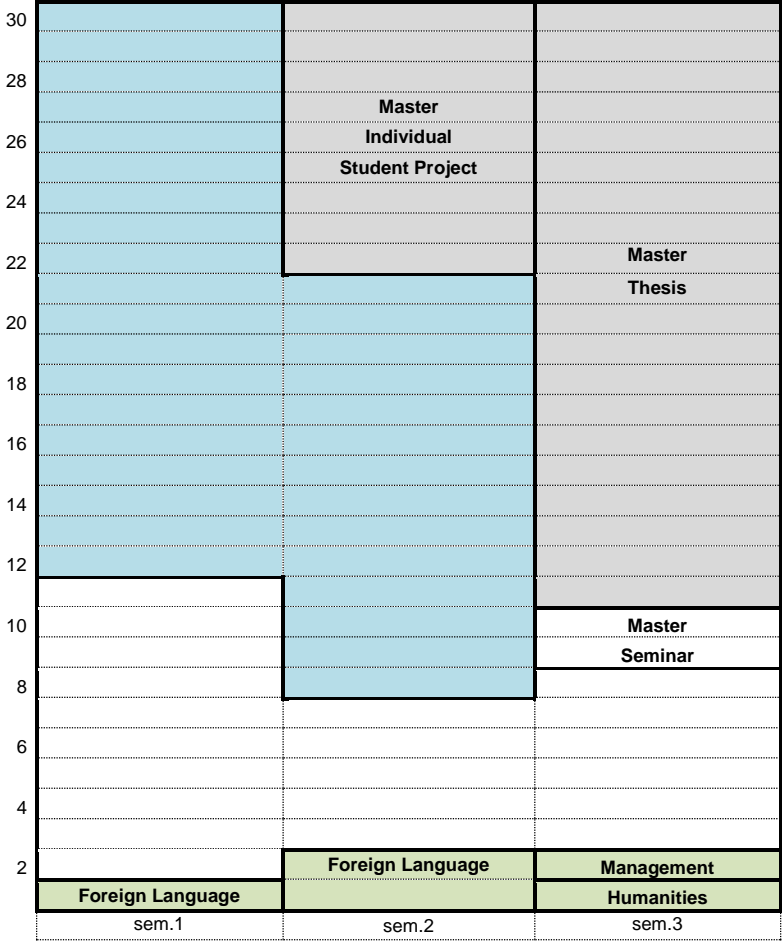 30
28
Master
26
Individual
Student Project
24
22
Master
Thesis
20
18
16
14
12
10
Master
Seminar
8
6
4
2
Foreign Language
Management
Foreign Language
Humanities
sem.1
sem.2
sem.3